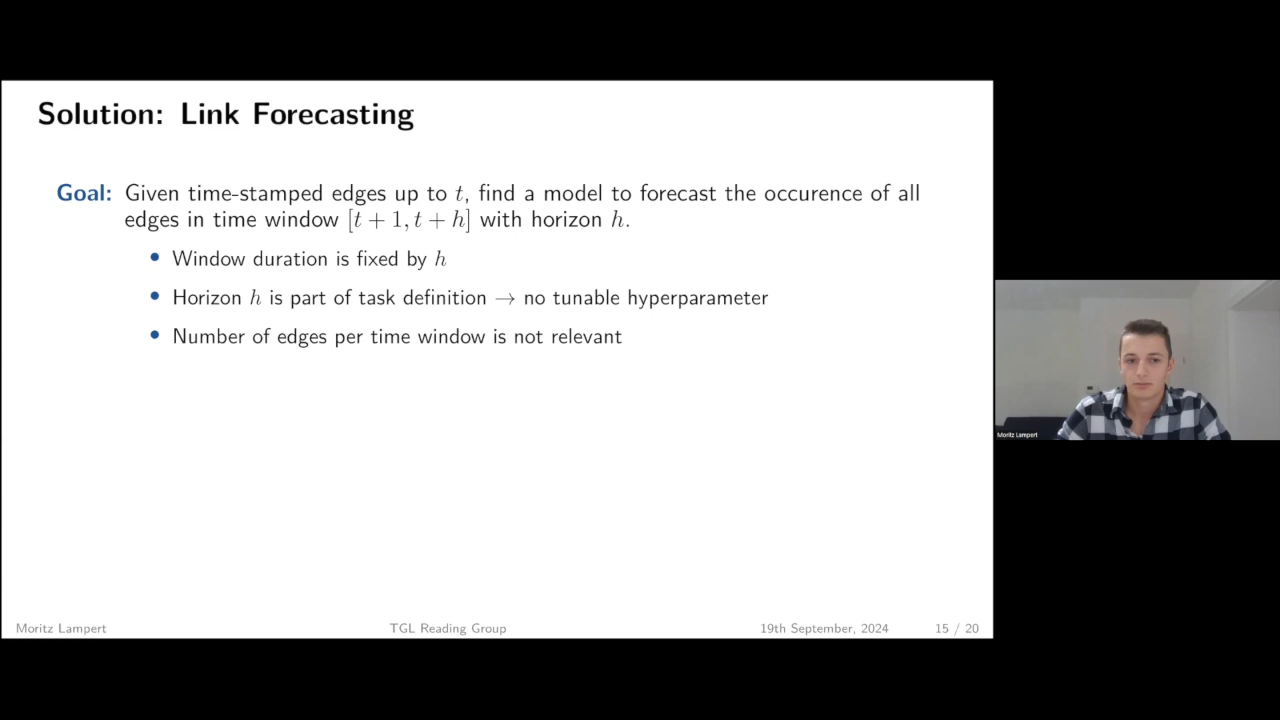 Solution: Link Forecasting
Goal: Given time-stamped edges up to t, find a model to forecast the occurence of all
edges in time window [t + 1, t + h] with horizon h.
• Window duration is fixed by h
• Horizon h is part of task definition → no tunable hyperparameter
• Number of edges per time window is not relevant
Moritz Lampert
Moritz Lampert TGL Reading Group 19th September, 2024 15 / 20